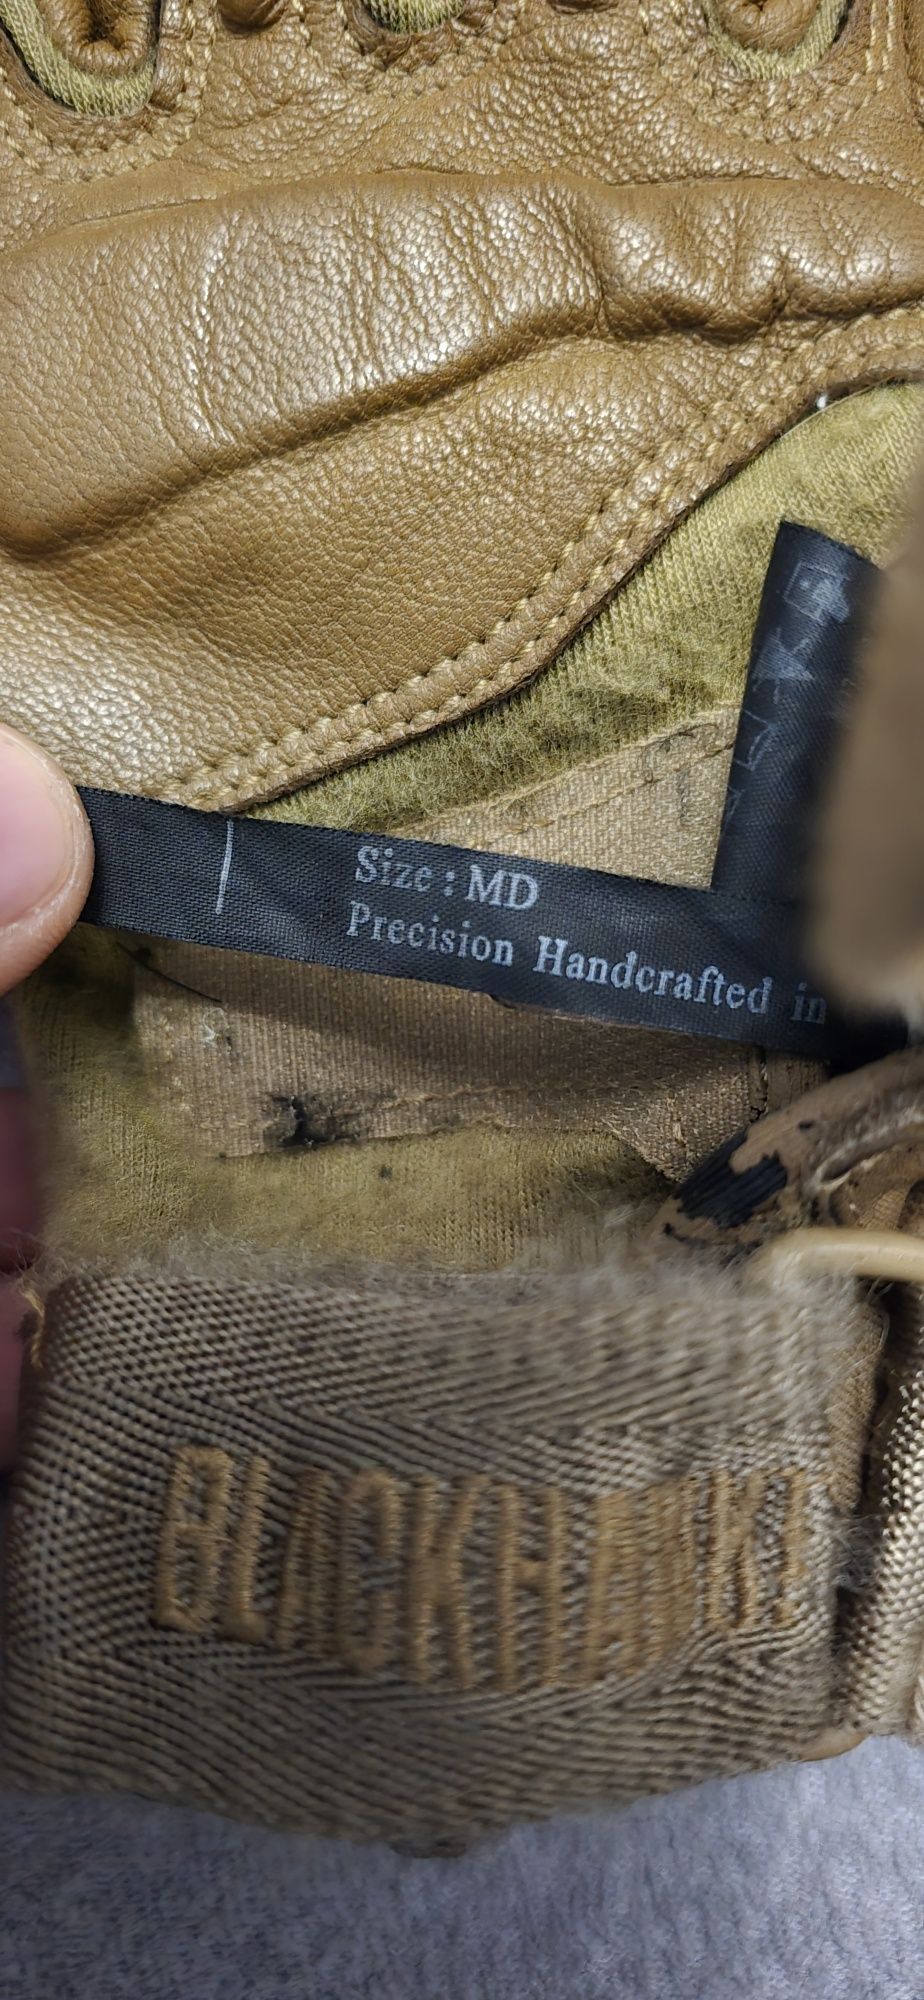 Size : MD
Precision Handcrafted in
BLACKHAWK!